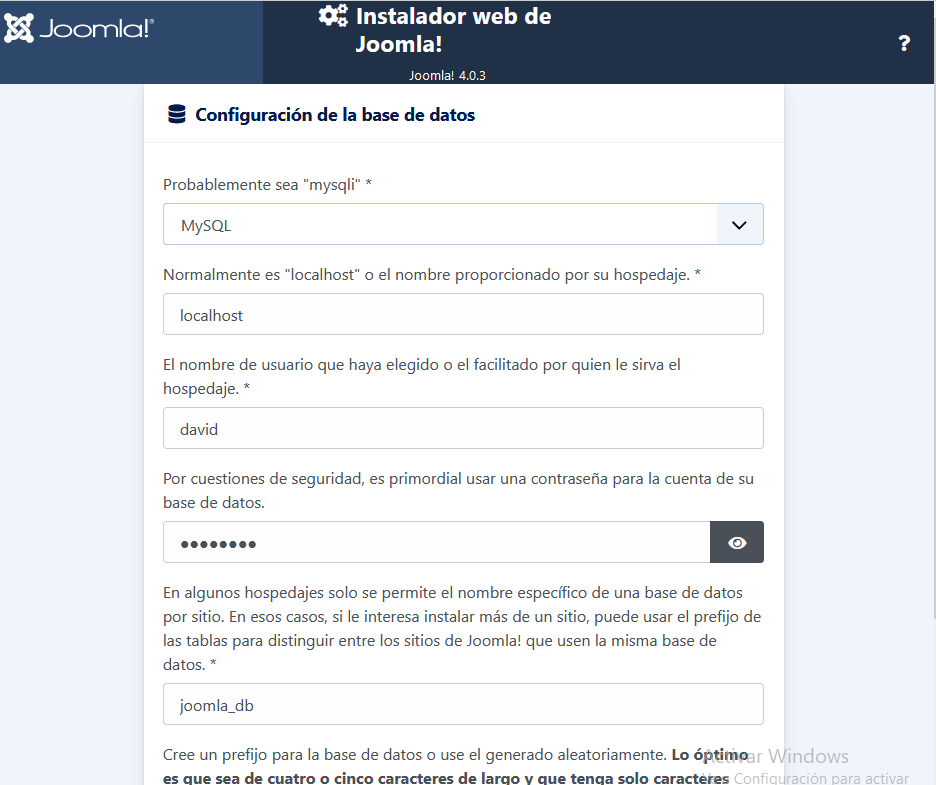 Joomla!®
Instalador web de
Joomla!
?
Joomla! 4.0.3
Configuración de la base de datos
Probablemente sea "mysqli" *
MySQL
Normalmente es "localhost" o el nombre proporcionado por su hospedaje. *
localhost
El nombre de usuario que haya elegido o el facilitado por quien le sirva el
hospedaje. *
david
Por cuestiones de seguridad, es primordial usar una contraseña para la cuenta de su
base de datos.
●●●●●●●●
En algunos hospedajes solo se permite el nombre específico de una base de datos
por sitio. En esos casos, si le interesa instalar más de un sitio, puede usar el prefijo de
las tablas para distinguir entre los sitios de Joomla! que usen la misma base de
datos. *
joomla_db
Cree un prefijo para la base de datos o use el generado aleatoriamente. Lo óptimo
es que sea de cuatro o cinco caracteres de largo y que tenga solo caracteres
Activar Windows
Ve a Configuración para activar